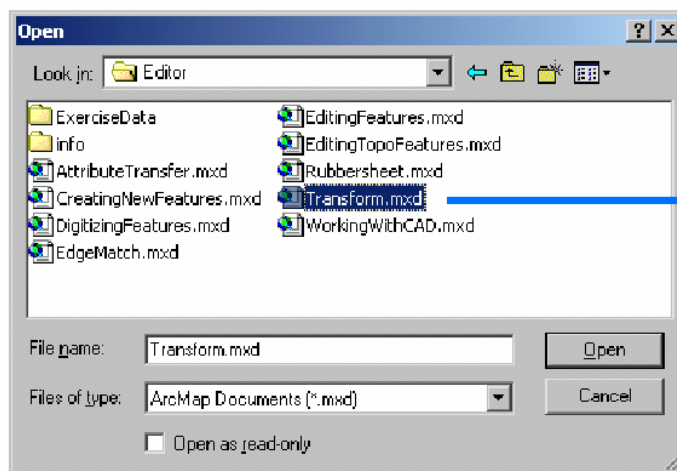 Open
Look in: Editor
ExerciseData
info
AttributeTransfer.mxd
CreatingNewFeatures.mxd
DigitizingFeatures.mxd
EdgeMatch.mxd
EditingFeatures.mxd
EditingTopoFeatures.mxd
Rubbersheet.mxd
Transform.mxd
WorkingWithCAD.mxd
File name: Transform.mxd Open
Files of type: ArcMap Documents (*.mxd) Cancel
Open as read-only